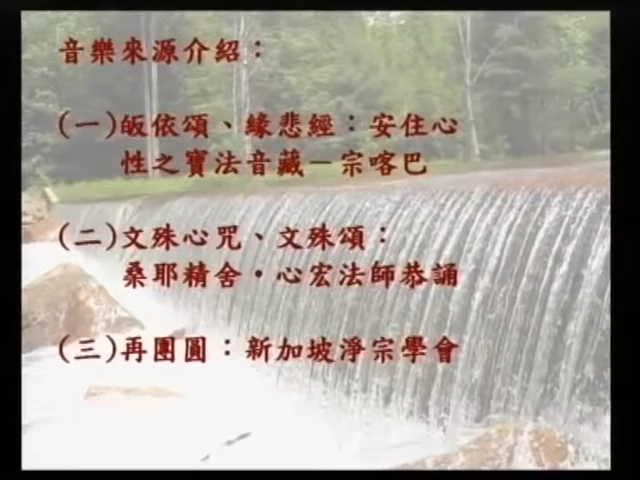 音樂來源介紹：
(一)皈依頌、緣悲經：安住心
性之寶法音藏－宗喀巴
(二)文殊心咒、文殊頌：
桑耶精舍・心宏法師恭誦
(三)再團圓：新加坡淨宗學會